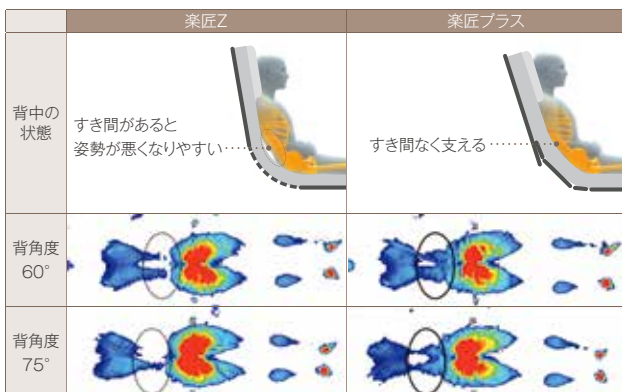 楽匠Z
楽匠プラス
背中の
状態
すき間があると
姿勢が悪くなりやすい
すき間なく支える
背角度
60°
背角度
75°